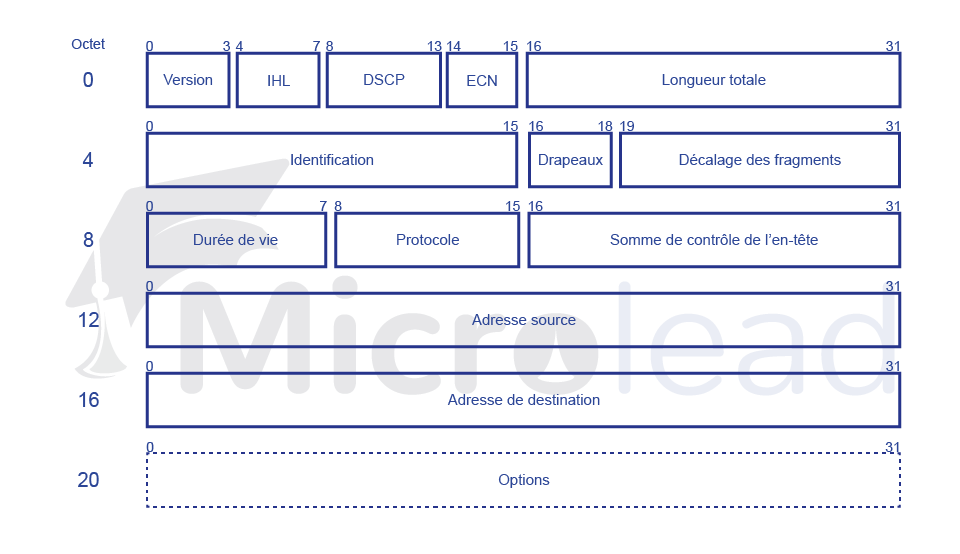 Octet
0 3 4 7 8 13 14 15 16 31
0 Version IHL DSCP ECN Longueur totale
0 15 16 18 19 31
4 Identification Drapeaux Décalage des fragments
0 7 8 15 16 31
8 Durée de vie Protocole Somme de contrôle de l’en-tête
0 31
12 Adresse source
Microlead
0 31
16 Adresse de destination
0 31
20 Options